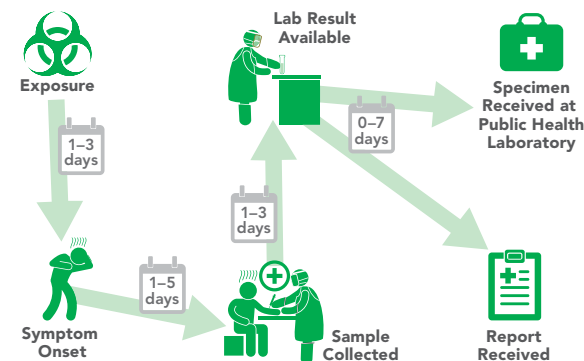 Exposure
1–3
days
Symptom
Onset
1–5
days
Sample
Collected
1–3
days
Lab Result
Available
0–7
days
Specimen
Received at
Public Health
Laboratory
Report
Received